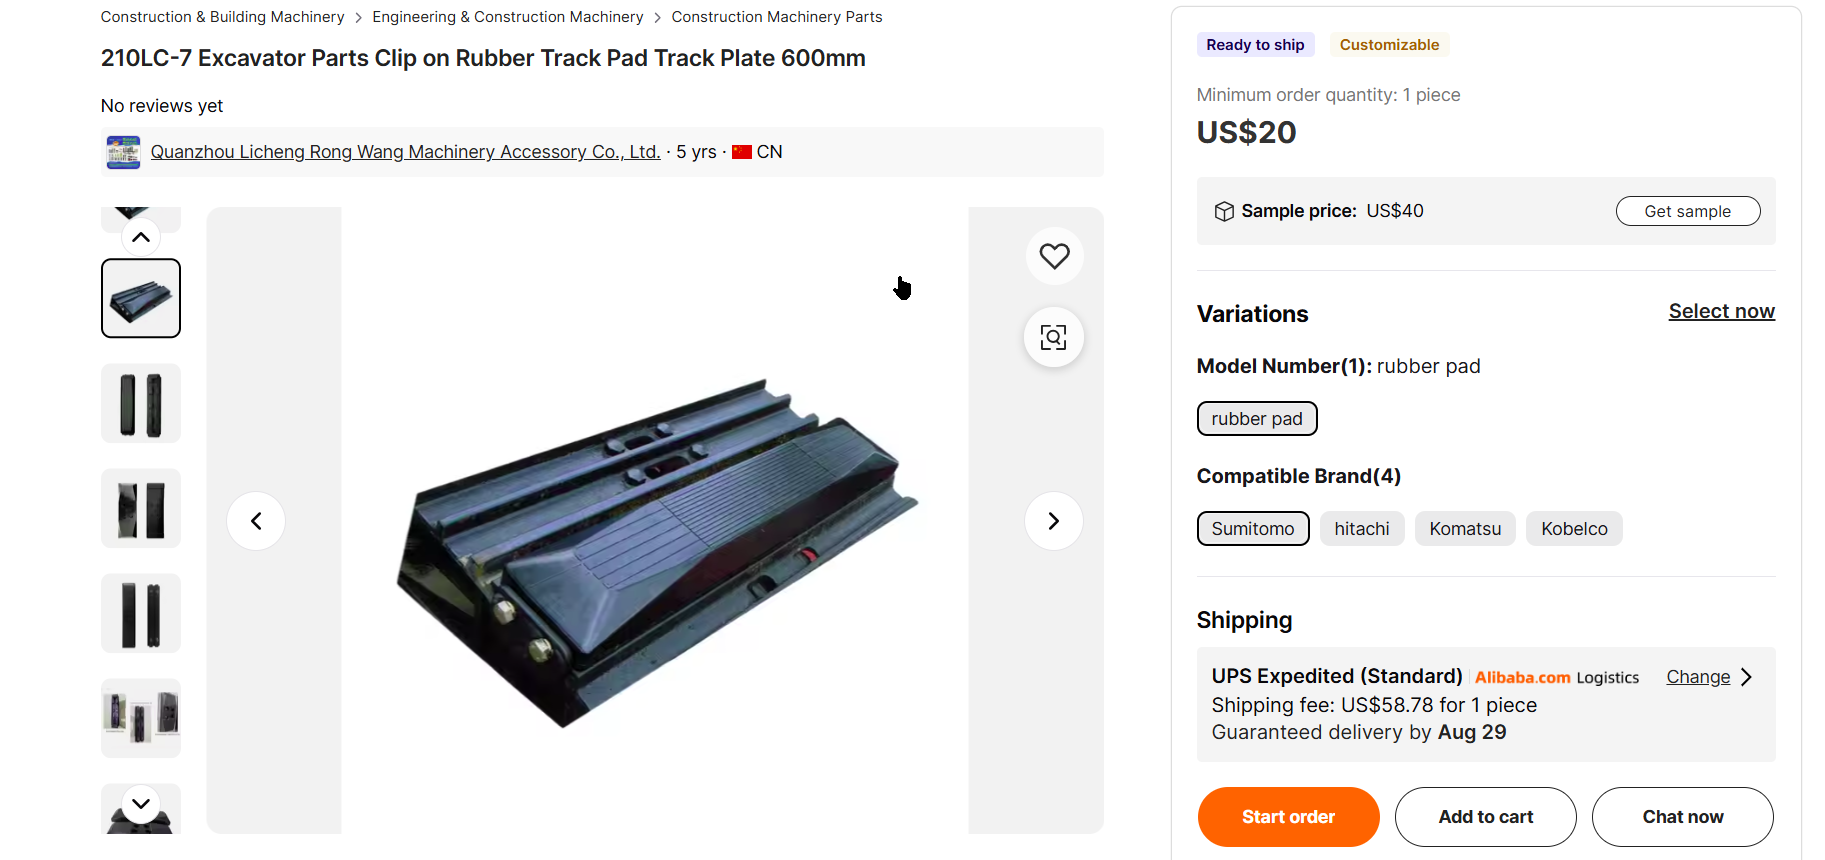 Construction & Building Machinery > Engineering & Construction Machinery > Construction Machinery Parts
210LC-7 Excavator Parts Clip on Rubber Track Pad Track Plate 600mm
No reviews yet
Quanzhou Licheng Rong Wang Machinery Accessory Co., Ltd. · 5 yrs · CN
Ready to ship
Customizable
Minimum order quantity: 1 piece
US$20
Sample price: US$40
Get sample
Variations
Select now
Model Number(1): rubber pad
rubber pad
Compatible Brand(4)
Sumitomo
hitachi
Komatsu
Kobelco
Shipping
UPS Expedited (Standard) Alibaba.com Logistics
Change
Shipping fee: US$58.78 for 1 piece
Guaranteed delivery by Aug 29
Start order
Add to cart
Chat now